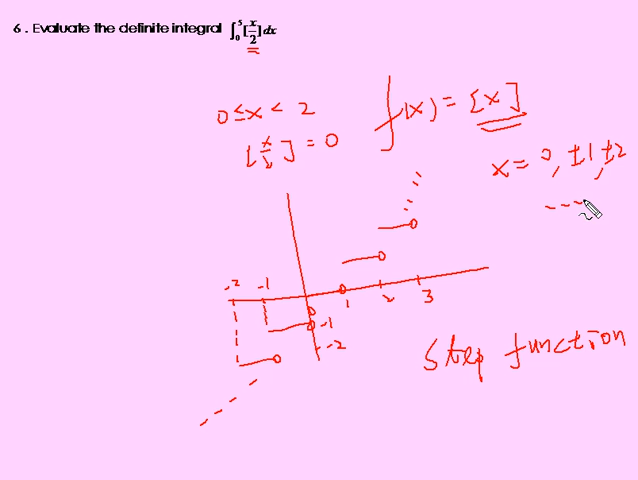 6 . Evaluate the definite integral ∫₀⁵[x/2]dx
0 ≤ x < 2
f(x) = [x]
[x/2] = 0
x = 0, ±1, ±2
-2 -1
1 2 3
-1
-2
Step function